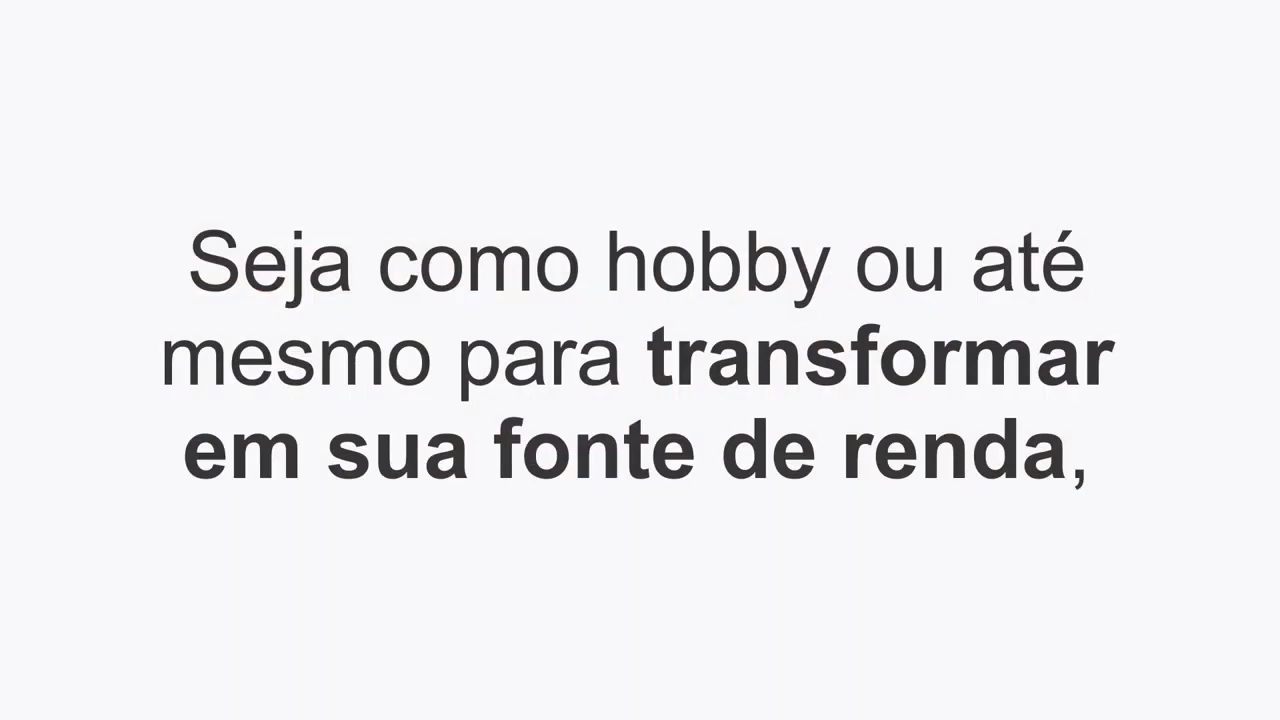 Seja como hobby ou até
mesmo para transformar
em sua fonte de renda,